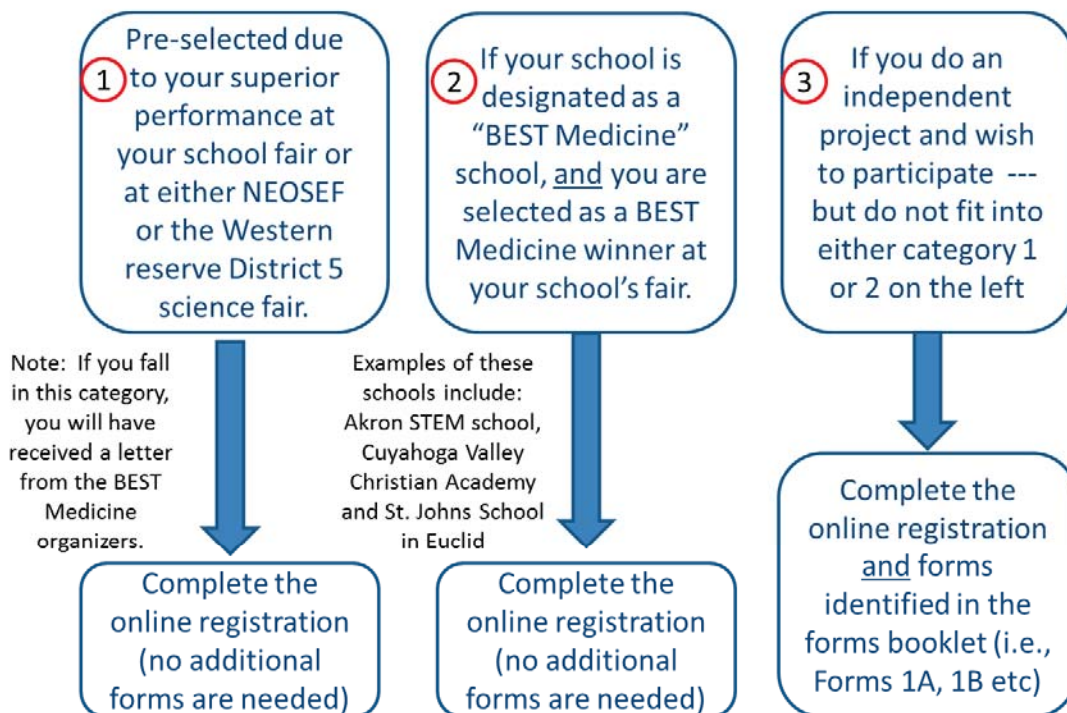 1
Pre-selected due
to your superior
performance at
your school fair or
at either NEOSEF
or the Western
reserve District 5
science fair.
Note: If you fall
in this category,
you will have
received a letter
from the BEST
Medicine
organizers.
Complete the
online registration
(no additional
forms are needed)
2
If your school is
designated as a
“BEST Medicine”
school, and you are
selected as a BEST
Medicine winner at
your school’s fair.
Examples of these
schools include:
Akron STEM school,
Cuyahoga Valley
Christian Academy
and St. Johns School
in Euclid
Complete the
online registration
(no additional
forms are needed)
3
If you do an
independent
project and wish
to participate ---
but do not fit into
either category 1
or 2 on the left
Complete the
online registration
and forms
identified in the
forms booklet (i.e.,
Forms 1A, 1B etc)